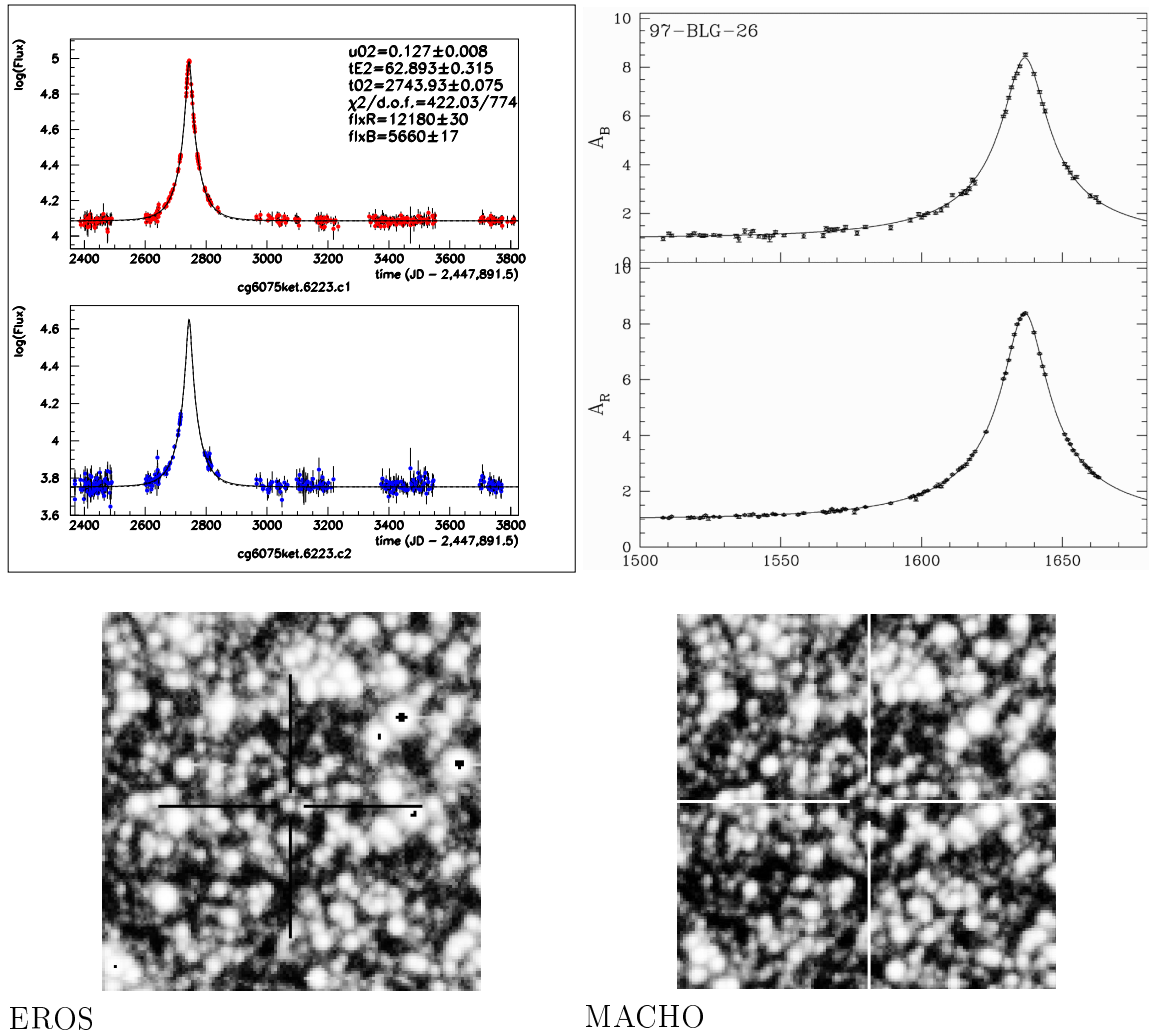 log(Flux)
5
4.8
4.6
4.4
4.2
4
u02=0.127±0.008
tE2=62.893±0.315
t02=2743.93±0.075
χ2/d.o.f.=422.03/774
flxR=12180±30
flxB=5660±17
2400 2600 2800 3000 3200 3400 3600 3800
time (JD - 2,447,891.5)
cg6075ket.6223.c1
log(Flux)
4.6
4.4
4.2
4
3.8
3.6
2400 2600 2800 3000 3200 3400 3600 3800
time (JD - 2,447,891.5)
cg6075ket.6223.c2
97-BLG-26
10
8
6
4
2
0
A_B
10
8
6
4
2
0
A_R
1500 1550 1600 1650
EROS
MACHO